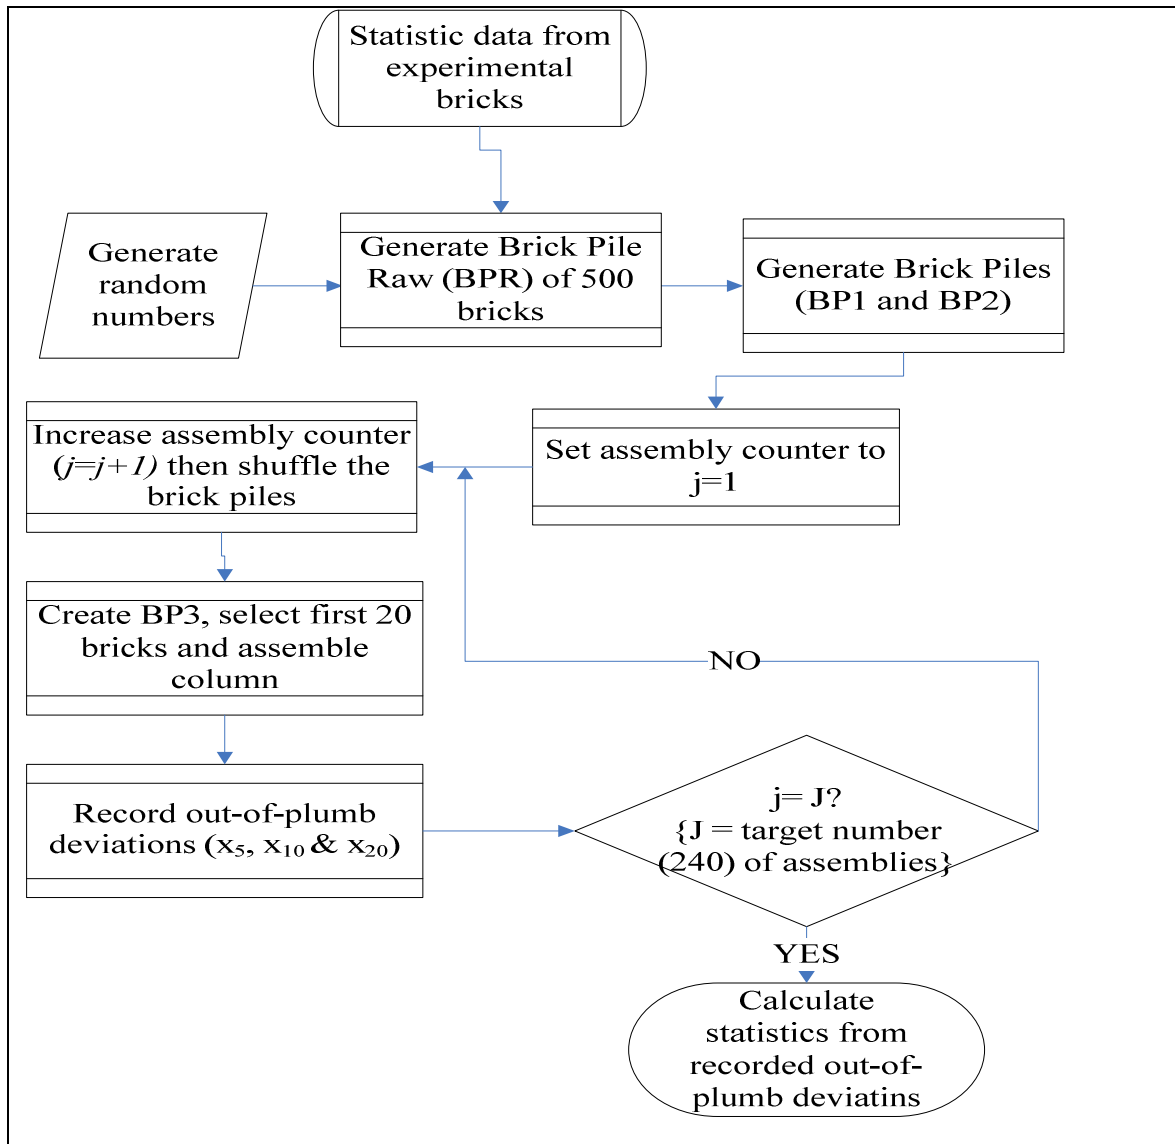 Statistic data from
experimental
bricks
Generate
random
numbers
Generate Brick Pile
Raw (BPR) of 500
bricks
Generate Brick Piles
(BP1 and BP2)
Set assembly counter to
j=1
Increase assembly counter
(j=j+1) then shuffle the
brick piles
Create BP3, select first 20
bricks and assemble
column
Record out-of-plumb
deviations (x₅, x₁₀ & x₂₀)
j= J?
{J = target number
(240) of assemblies}
NO
YES
Calculate
statistics from
recorded out-of-
plumb deviatins